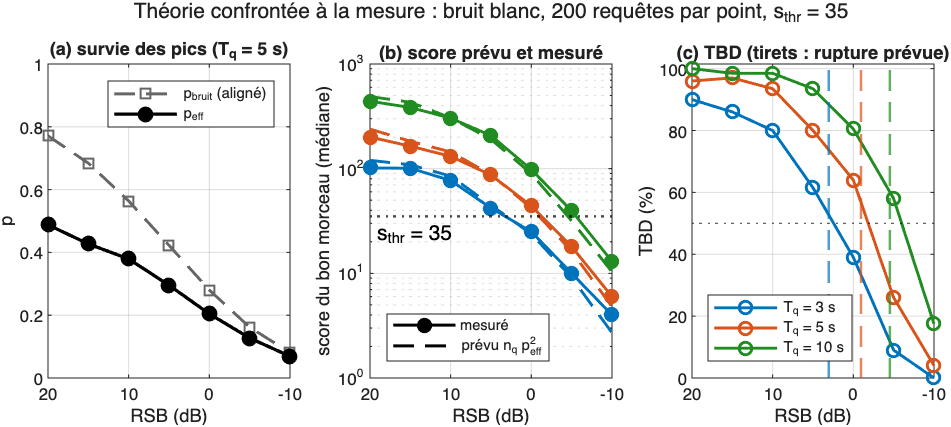 Théorie confrontée à la mesure : bruit blanc, 200 requêtes par point, s_thr = 35
(a) survie des pics (T_q = 5 s)
1
0.8
0.6
0.4
0.2
0
p
p_bruit (aligné)
p_eff
20
10
0
-10
RSB (dB)
(b) score prévu et mesuré
10^3
10^2
10^1
10^0
score du bon morceau (médiane)
s_thr = 35
mesuré
prévu n_q p_eff^2
20
10
0
-10
RSB (dB)
(c) TBD (tirets : rupture prévue)
100
80
60
40
20
0
TBD (%)
T_q = 3 s
T_q = 5 s
T_q = 10 s
20
10
0
-10
RSB (dB)